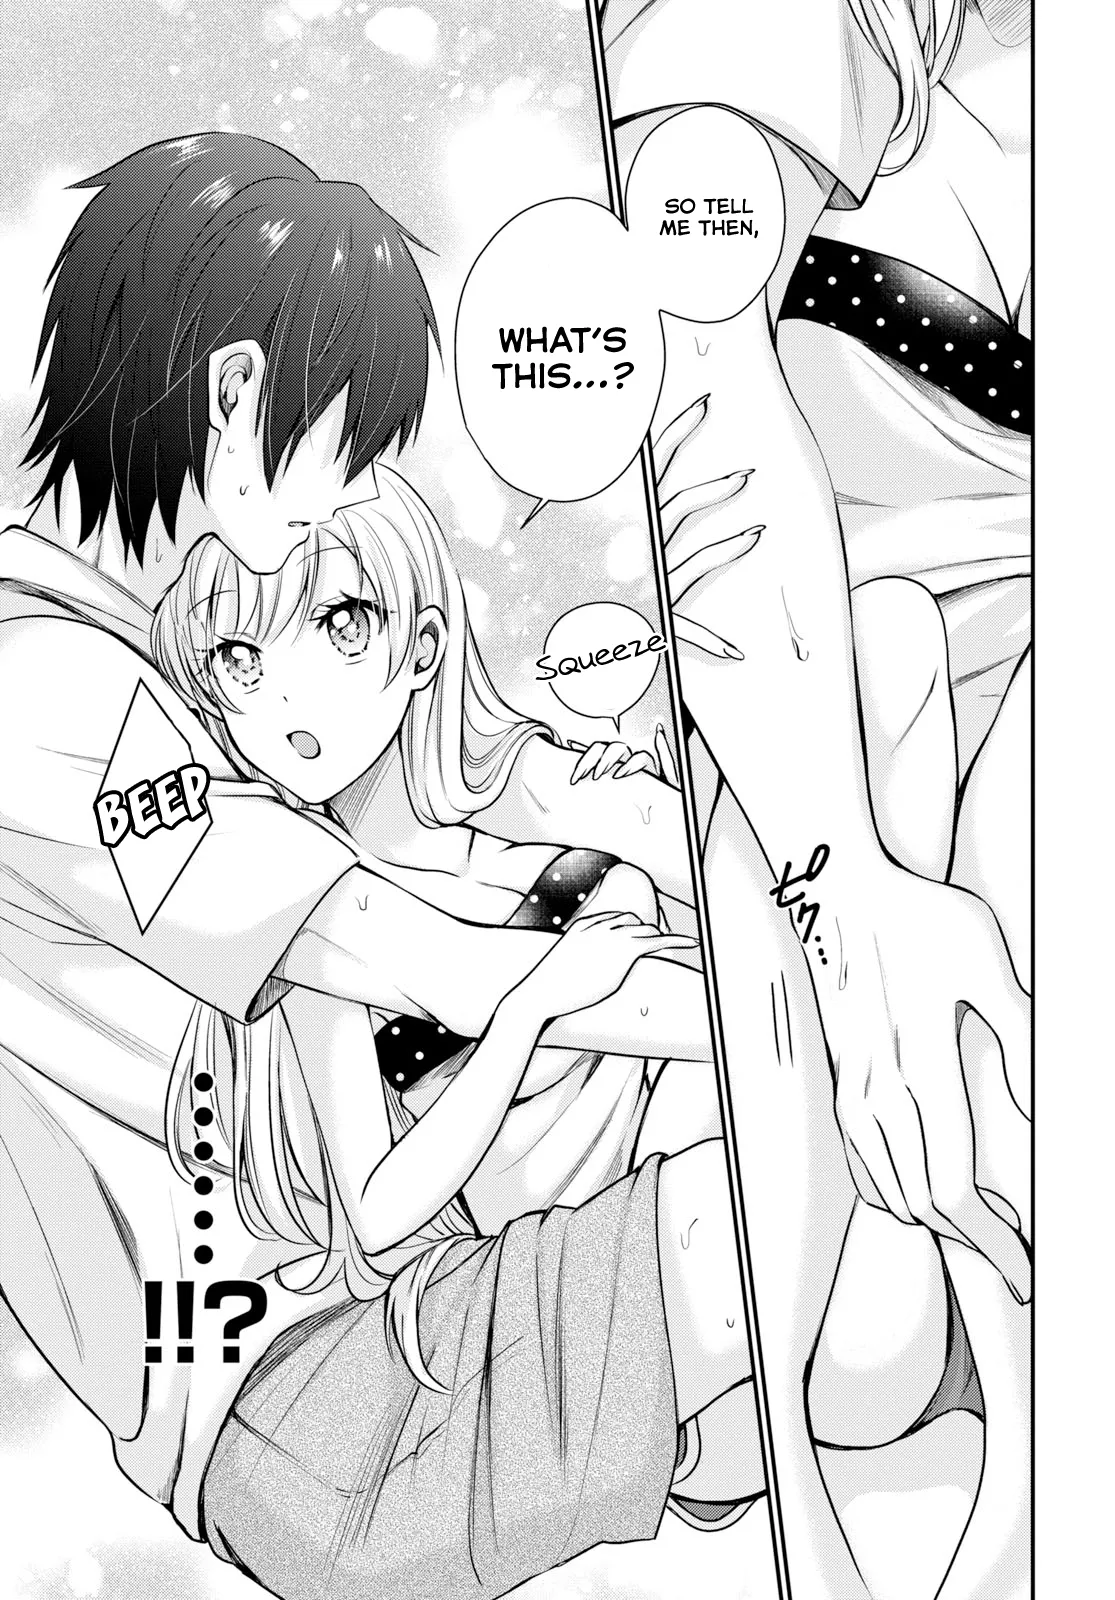 SO TELL
ME THEN,
WHAT'S
THIS...?
Squeeze
ピク...
BEEP
......
!!?